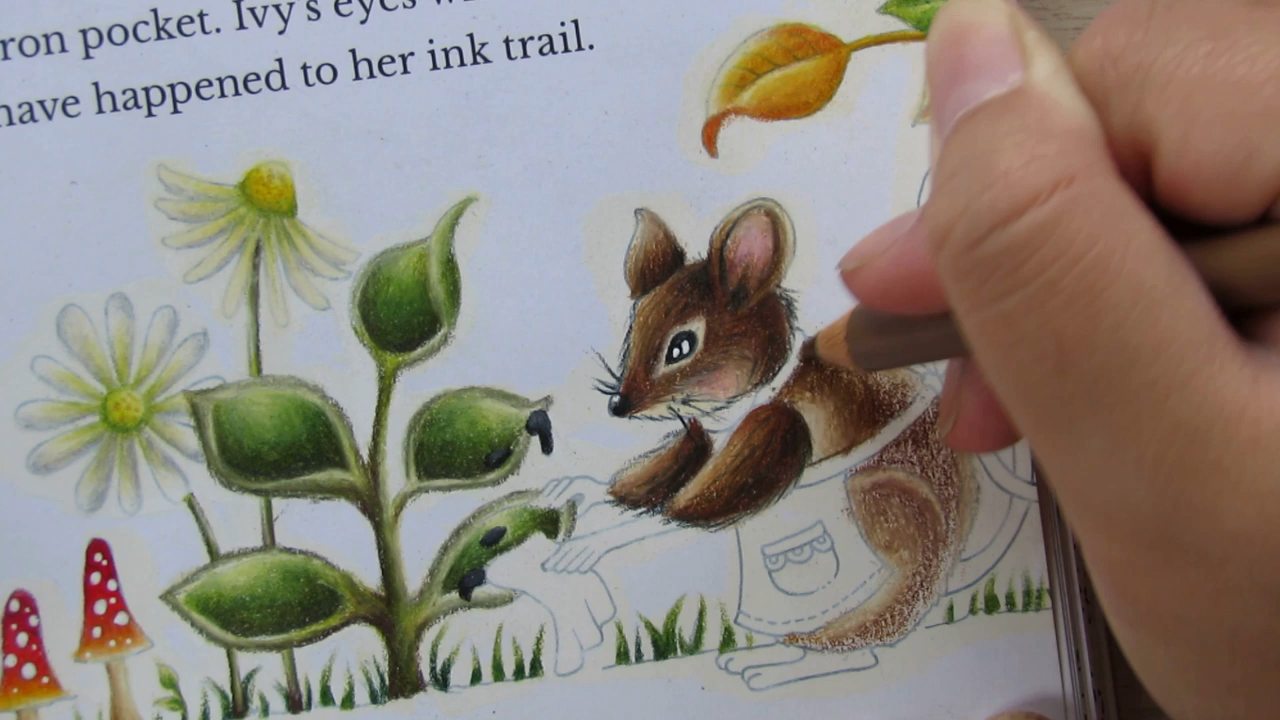 ron pocket. Ivy's eyes
have happened to her ink trail.